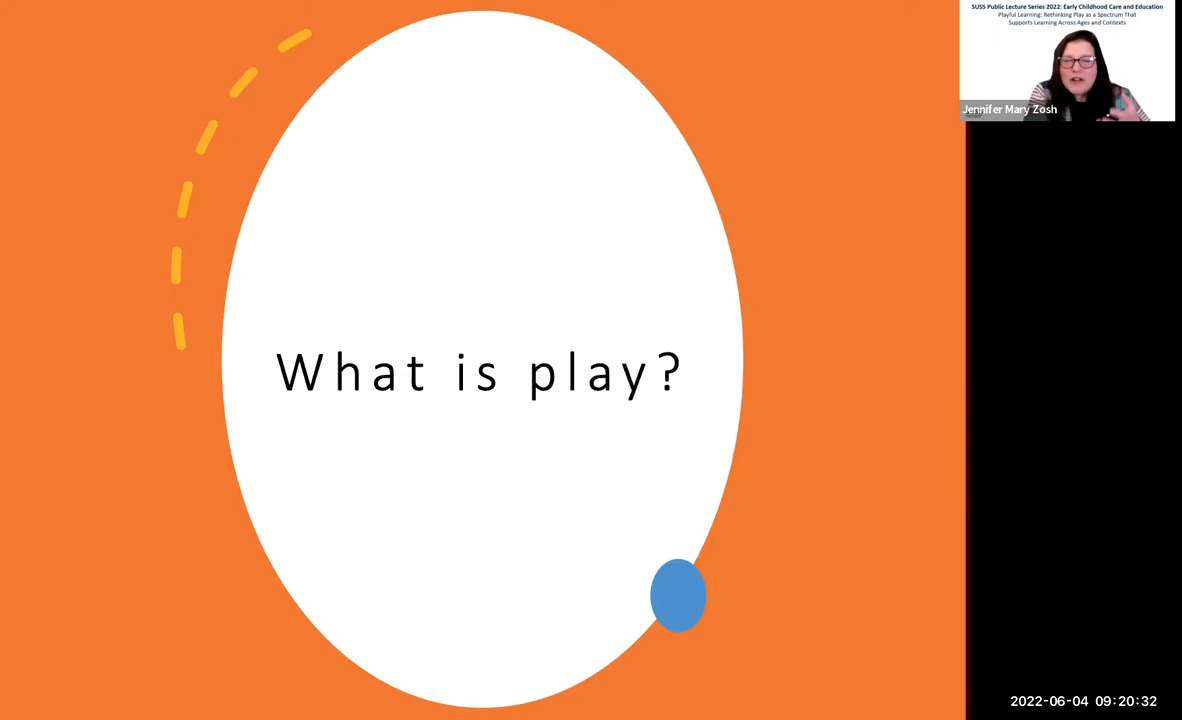 SUSS Public Lecture Series 2022: Early Childhood Care and Education
Playful Learning: Rethinking Play as a Spectrum That
Supports Learning Across Ages and Contexts
Jennifer Mary Zosh
What is play?
2022-06-04 09:20:32